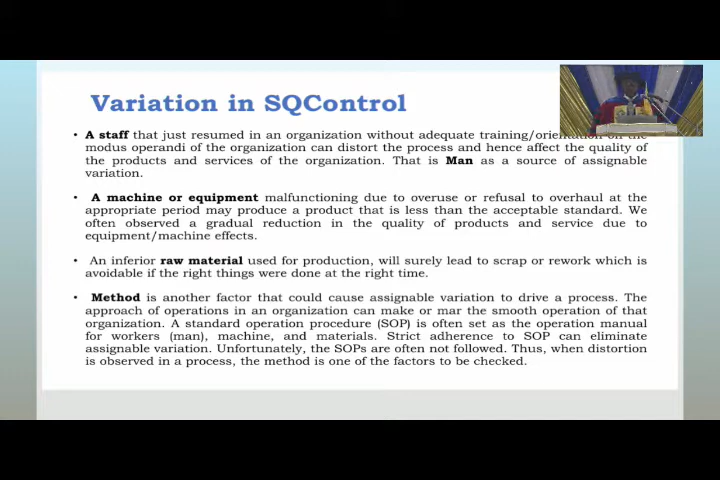 Variation in SQControl
• A staff that just resumed in an organization without adequate training/orientation on the
modus operandi of the organization can distort the process and hence affect the quality of
the products and services of the organization. That is Man as a source of assignable
variation.
• A machine or equipment malfunctioning due to overuse or refusal to overhaul at the
appropriate period may produce a product that is less than the acceptable standard. We
often observed a gradual reduction in the quality of products and service due to
equipment/machine effects.
• An inferior raw material used for production, will surely lead to scrap or rework which is
avoidable if the right things were done at the right time.
• Method is another factor that could cause assignable variation to drive a process. The
approach of operations in an organization can make or mar the smooth operation of that
organization. A standard operation procedure (SOP) is often set as the operation manual
for workers (man), machine, and materials. Strict adherence to SOP can eliminate
assignable variation. Unfortunately, the SOPs are often not followed. Thus, when distortion
is observed in a process, the method is one of the factors to be checked.